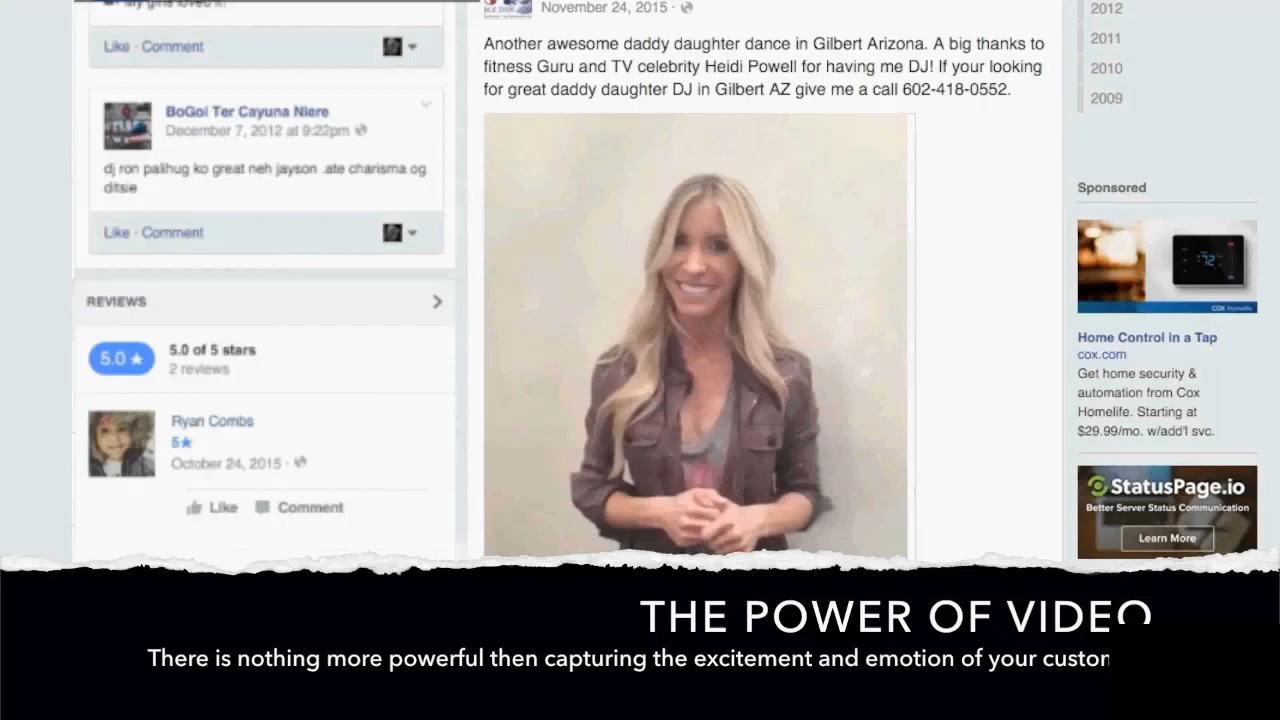 My girls loved it!
Like · Comment
BoGoi Ter Cayuna Niere
December 7, 2012 at 9:22pm
dj ron palihug ko great neh jayson .ate charisma og
ditsie
Like · Comment
REVIEWS
5.0 ★
5.0 of 5 stars
2 reviews
Ryan Combs
5★
October 24, 2015 ·
Like Comment
November 24, 2015 ·
Another awesome daddy daughter dance in Gilbert Arizona. A big thanks to
fitness Guru and TV celebrity Heidi Powell for having me DJ! If your looking
for great daddy daughter DJ in Gilbert AZ give me a call 602-418-0552.
2012
2011
2010
2009
Sponsored
72
COX Homelife
Home Control in a Tap
cox.com
Get home security &
automation from Cox
Homelife. Starting at
$29.99/mo. w/add'l svc.
StatusPage.io
Better Server Status Communication
Learn More
THE POWER OF VIDEO
There is nothing more powerful then capturing the excitement and emotion of your